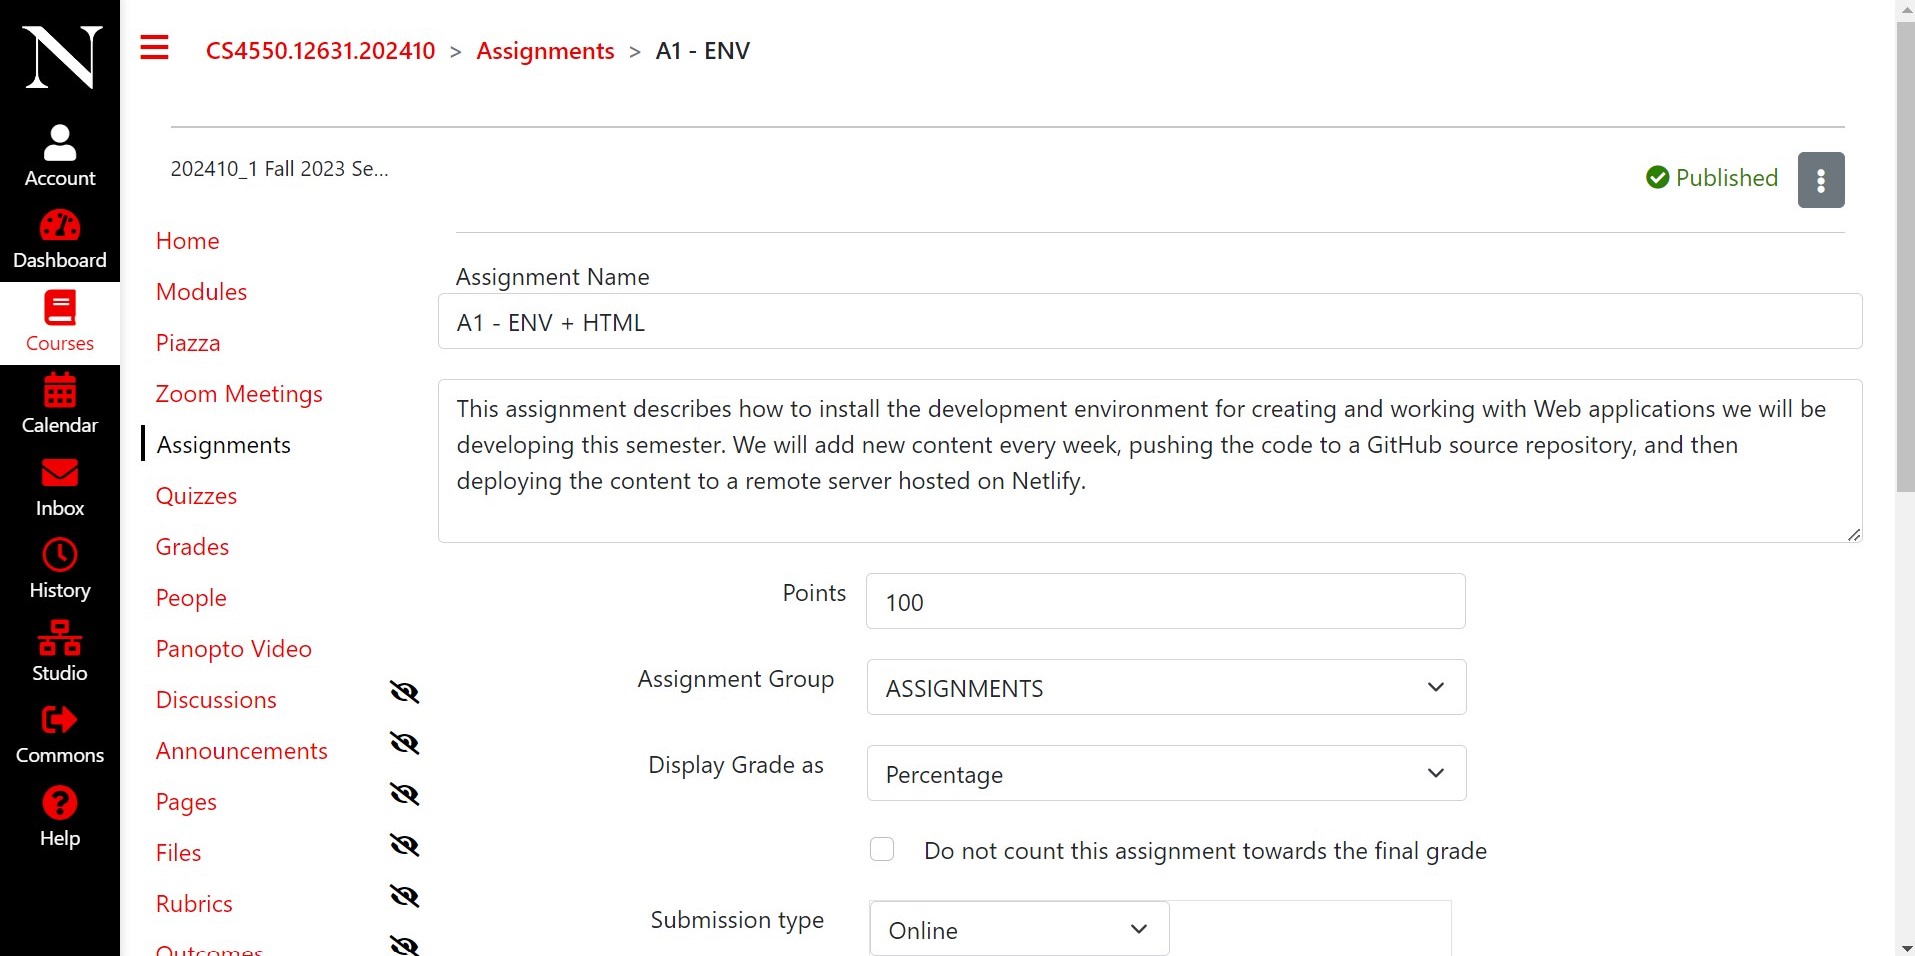 N
CS4550.12631.202410 > Assignments > A1 - ENV
202410_1 Fall 2023 Se...
Published
Account
Dashboard
Courses
Calendar
Inbox
History
Studio
Commons
Help
Home
Modules
Piazza
Zoom Meetings
Assignments
Quizzes
Grades
People
Panopto Video
Discussions
Announcements
Pages
Files
Rubrics
Outcomes
Assignment Name
A1 - ENV + HTML
This assignment describes how to install the development environment for creating and working with Web applications we will be
developing this semester. We will add new content every week, pushing the code to a GitHub source repository, and then
deploying the content to a remote server hosted on Netlify.
Points
100
Assignment Group
ASSIGNMENTS
Display Grade as
Percentage
Do not count this assignment towards the final grade
Submission type
Online